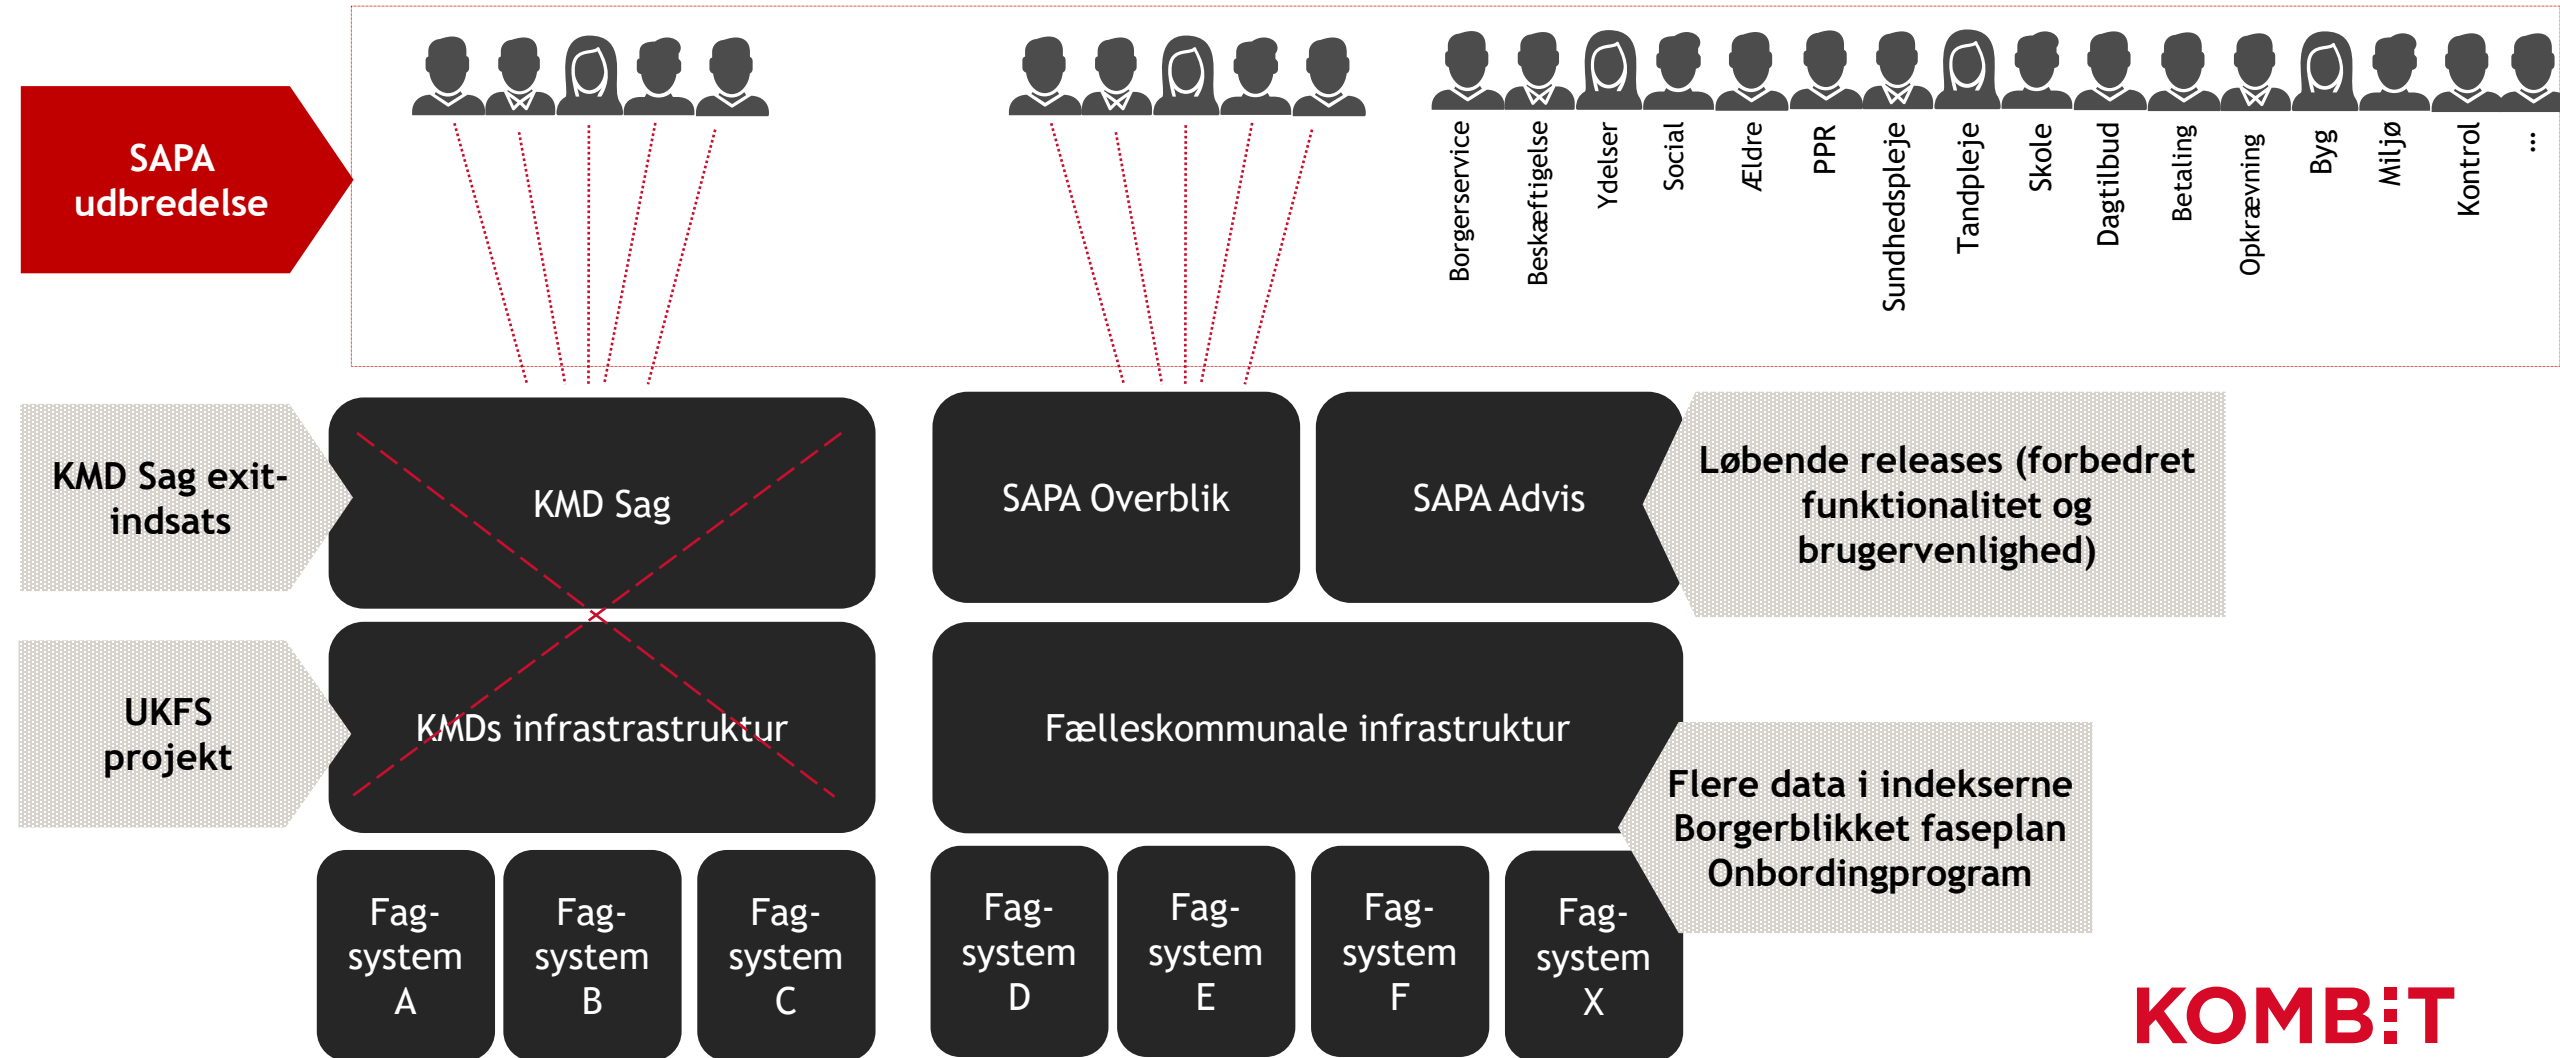 SAPA
udbredelse
Borgerservice
Beskæftigelse
Ydelser
Social
Ældre
PPR
Sundhedspleje
Tandpleje
Skole
Dagtilbud
Betaling
Opkrævning
Byg
Miljø
Kontrol
...
KMD Sag exit-
indsats
KMD Sag
SAPA Overblik
SAPA Advis
Løbende releases (forbedret
funktionalitet og
brugervenlighed)
UKFS
projekt
KMDs infrastrastruktur
Fælleskommunale infrastruktur
Flere data i indekserne
Borgerblikket faseplan
Onbordingprogram
Fag-
system
A
Fag-
system
B
Fag-
system
C
Fag-
system
D
Fag-
system
E
Fag-
system
F
Fag-
system
X
KOMBIT